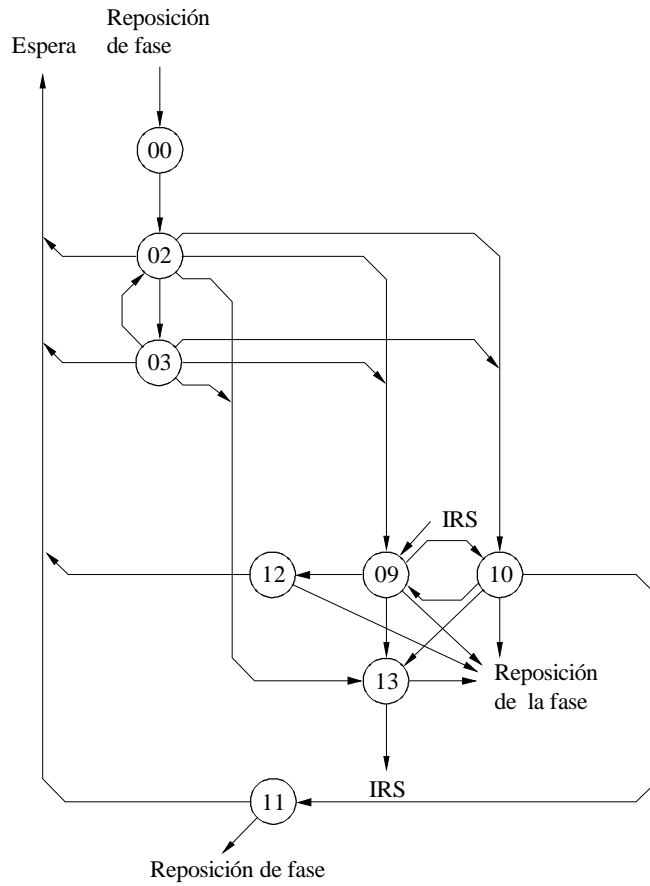 Reposición
de fase
Espera
00
02
03
IRS
12
09
10
13
Reposición
de la fase
IRS
11
Reposición de fase